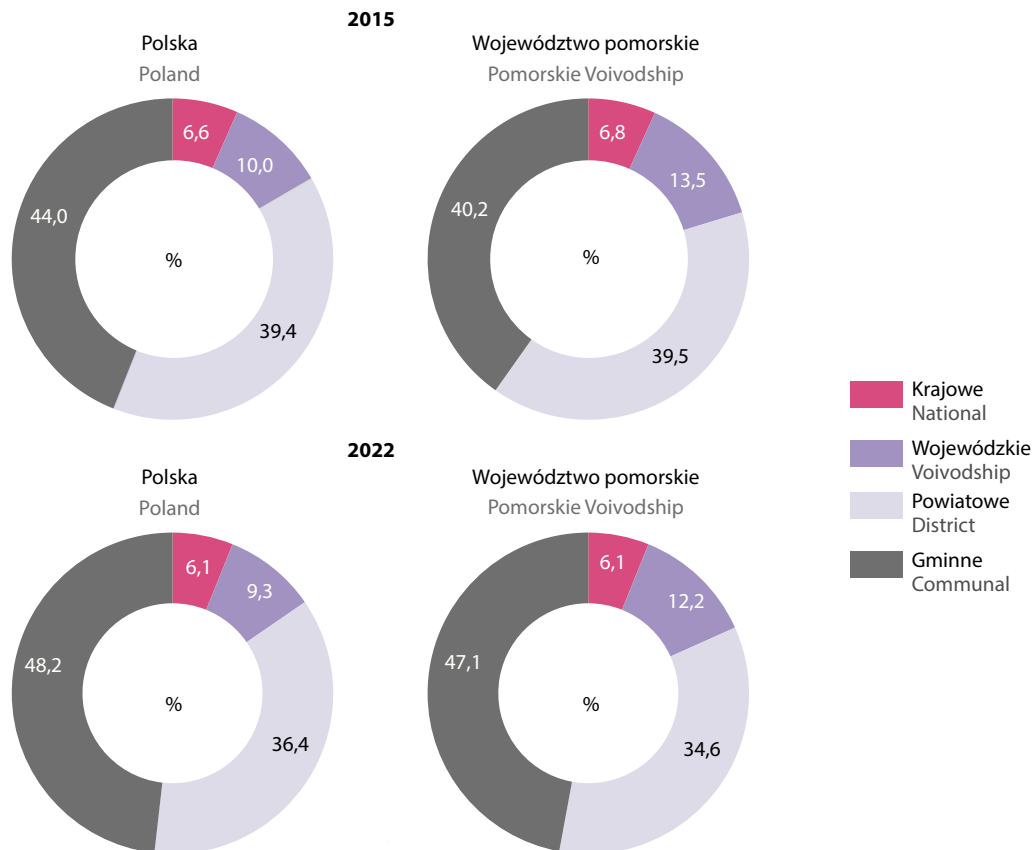 2015
Polska
Poland
6,6
10,0
39,4
44,0
%
Województwo pomorskie
Pomorskie Voivodship
6,8
13,5
39,5
40,2
%
2022
Polska
Poland
6,1
9,3
36,4
48,2
%
Województwo pomorskie
Pomorskie Voivodship
6,1
12,2
34,6
47,1
%
Krajowe
National
Wojewódzkie
Voivodship
Powiatowe
District
Gminne
Communal